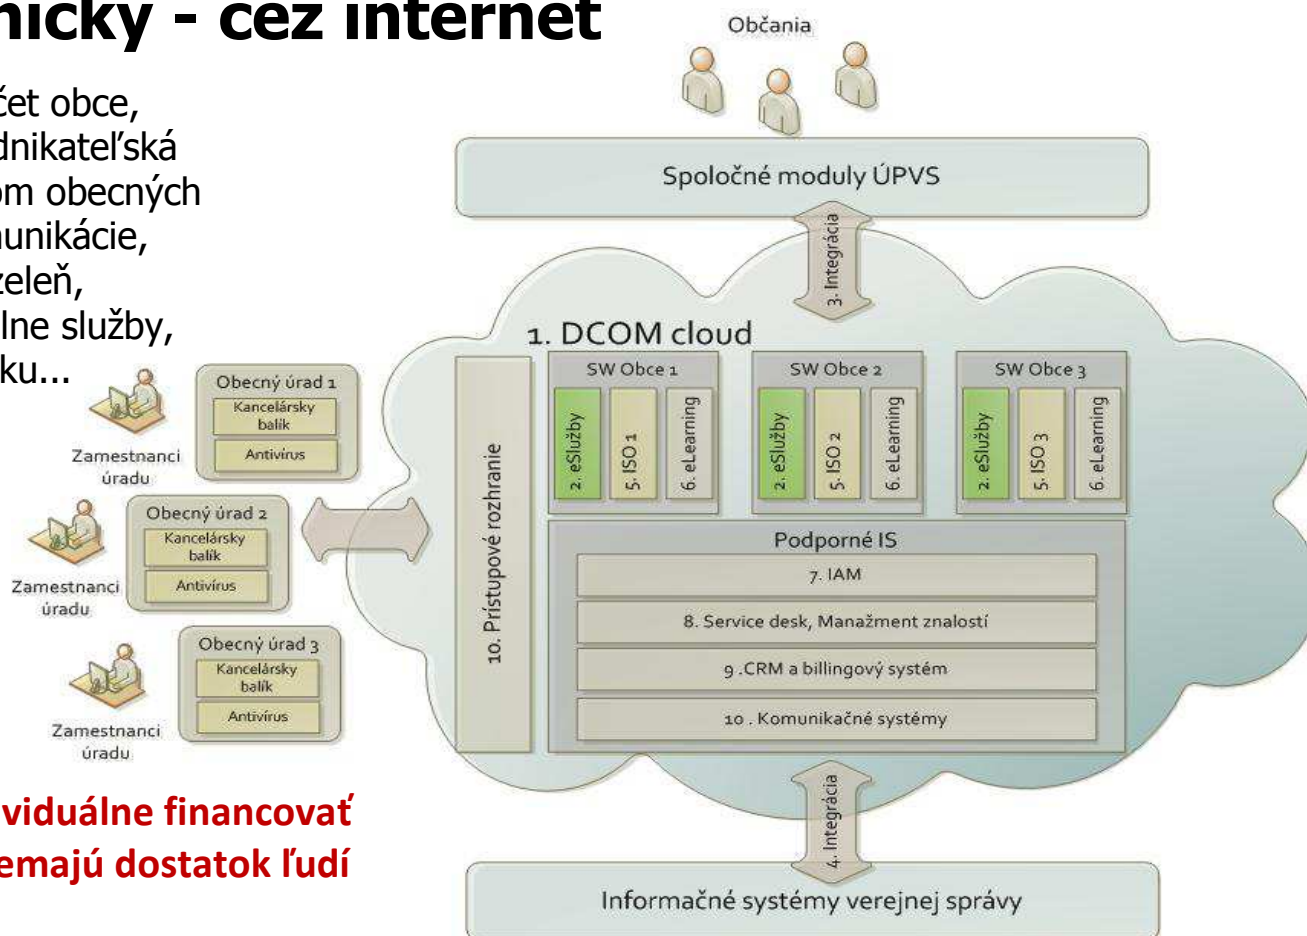 nicky - cez internet
čet obce,
dnikateľská
om obecných
unikácie,
zeleň,
lne služby,
ku...
Občania
Spoločné moduly ÚPVS
3. Integrácia
1. DCOM cloud
SW Obce 1
2. eSlužby
5. ISO 1
6. eLearning
SW Obce 2
2. eSlužby
5. ISO 2
6. eLearning
SW Obce 3
2. eSlužby
5. ISO 3
6. eLearning
10. Prístupové rozhranie
Podporné IS
7. IAM
8. Service desk, Manažment znalostí
9 .CRM a billingový systém
10 . Komunikačné systémy
Zamestnanci
úradu
Obecný úrad 1
Kancelársky
balík
Antivírus
Zamestnanci
úradu
Obecný úrad 2
Kancelársky
balík
Antivírus
Zamestnanci
úradu
Obecný úrad 3
Kancelársky
balík
Antivírus
viduálne financovať
emajú dostatok ľudí
4. Integrácia
Informačné systémy verejnej správy